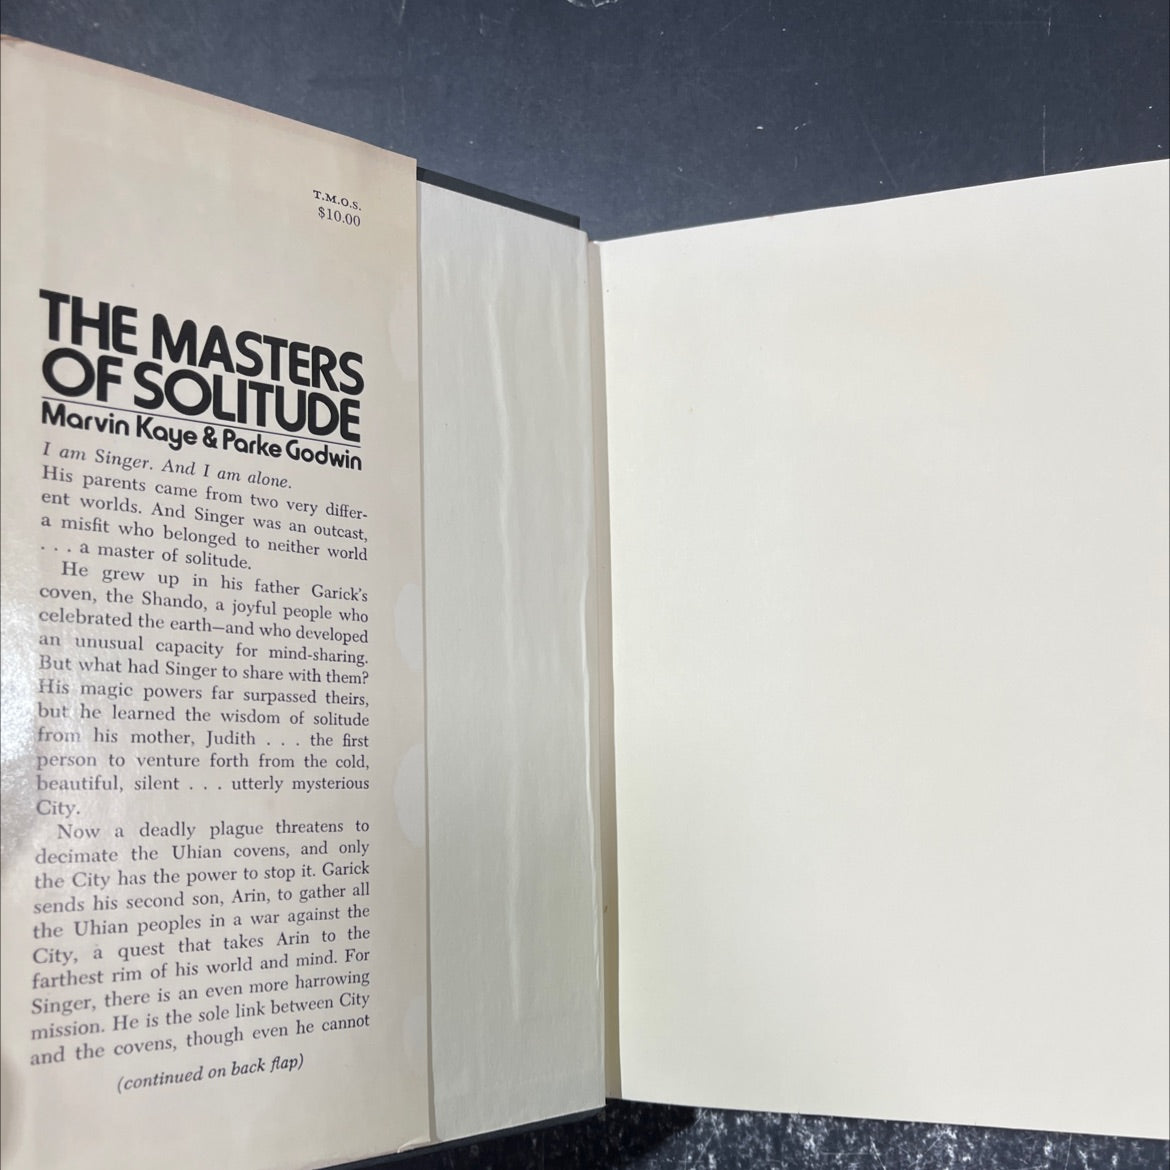 T.M.O.S.
$10.00
THE MASTERS
OF SOLITUDE
Marvin Kaye & Parke Godwin
I am Singer. And I am alone.
His parents came from two very differ-
ent worlds. And Singer was an outcast,
a misfit who belonged to neither world
. . . a master of solitude.
He grew up in his father Garick's
coven, the Shando, a joyful people who
celebrated the earth—and who developed
an unusual capacity for mind-sharing.
But what had Singer to share with them?
His magic powers far surpassed theirs,
but he learned the wisdom of solitude
from his mother, Judith . . . the first
person to venture forth from the cold,
beautiful, silent . . . utterly mysterious
City.
Now a deadly plague threatens to
decimate the Uhian covens, and only
the City has the power to stop it. Garick
sends his second son, Arin, to gather all
the Uhian peoples in a war against the
City, a quest that takes Arin to the
farthest rim of his world and mind. For
Singer, there is an even more harrowing
mission. He is the sole link between City
and the covens, though even he cannot
(continued on back flap)